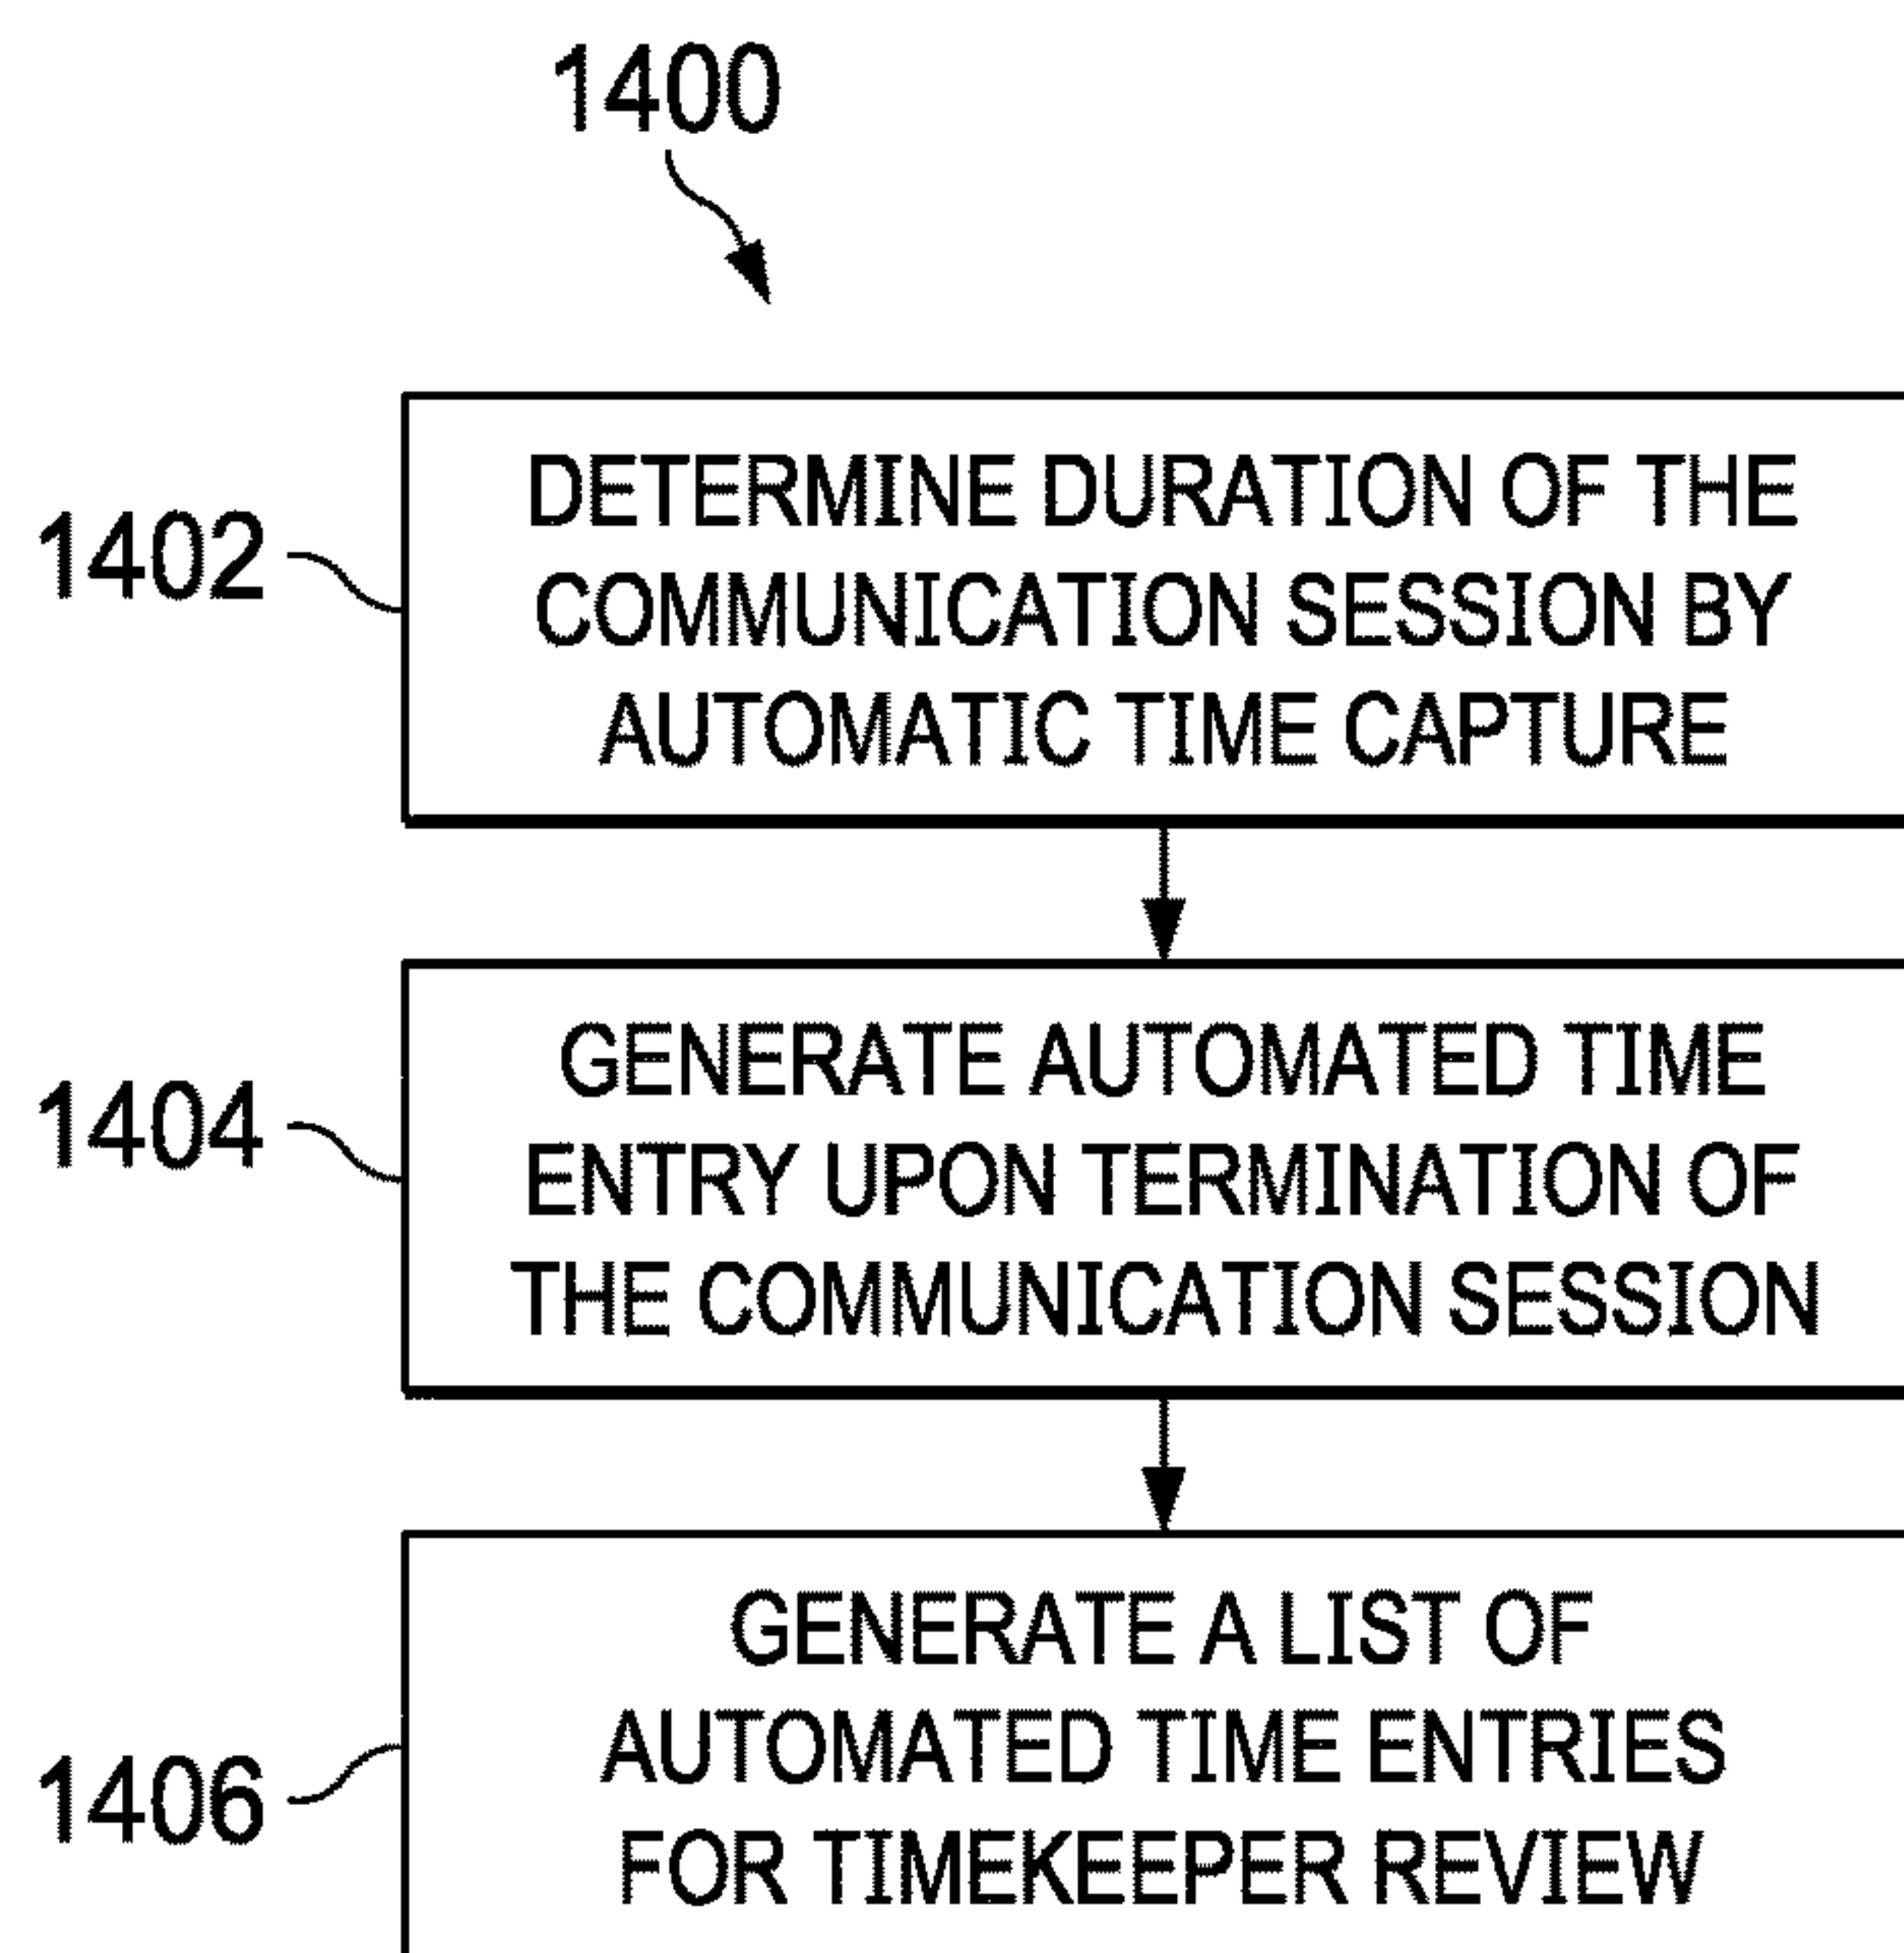 1400
1402
DETERMINE DURATION OF THE
COMMUNICATION SESSION BY
AUTOMATIC TIME CAPTURE
1404
GENERATE AUTOMATED TIME
ENTRY UPON TERMINATION OF
THE COMMUNICATION SESSION
1406
GENERATE A LIST OF
AUTOMATED TIME ENTRIES
FOR TIMEKEEPER REVIEW